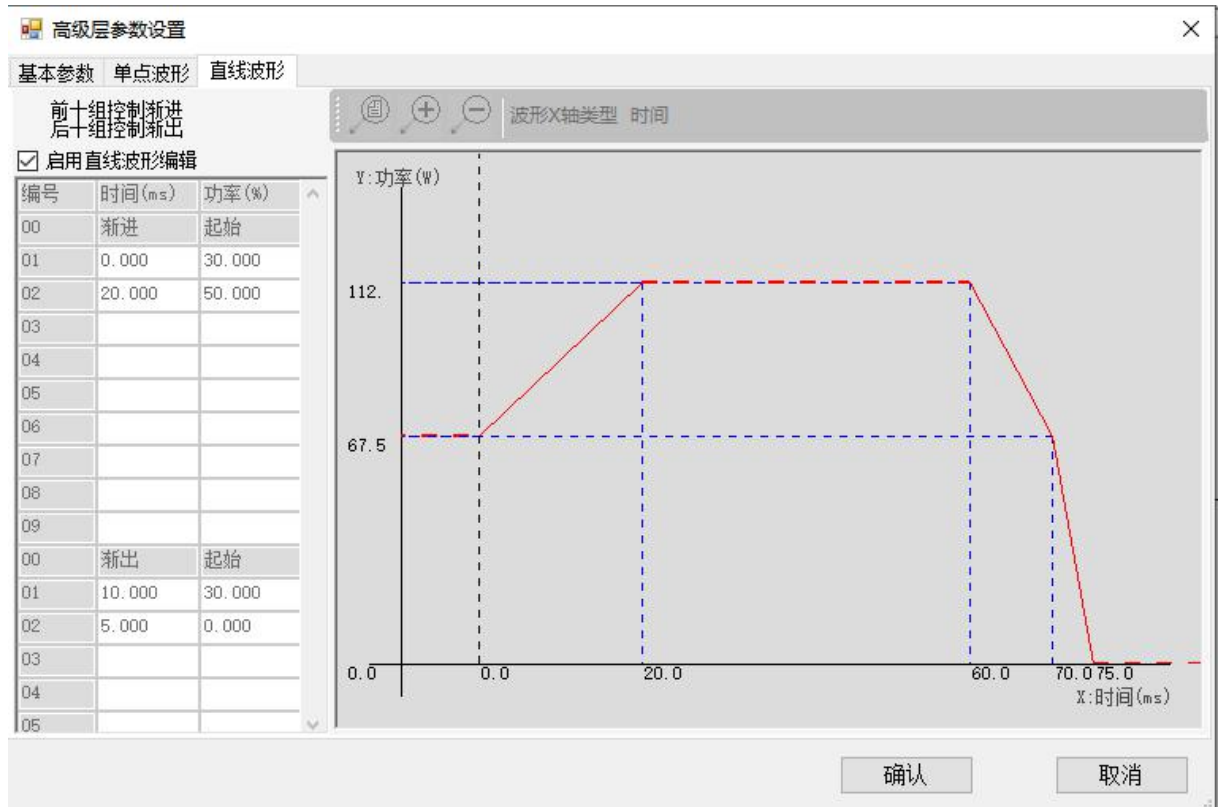 高级层参数设置
基本参数 单点波形 直线波形
前十组控制渐进
后十组控制渐出
启用直线波形编辑
波形X轴类型 时间
编号 时间(ms) 功率(%)
00 渐进 起始
01 0.000 30.000
02 20.000 50.000
03
04
05
06
07
08
09
00 渐出 起始
01 10.000 30.000
02 5.000 0.000
03
04
05
Y:功率(W)
112.
67.5
0.0 0.0 20.0 60.0 70.0 75.0
X:时间(ms)
确认 取消